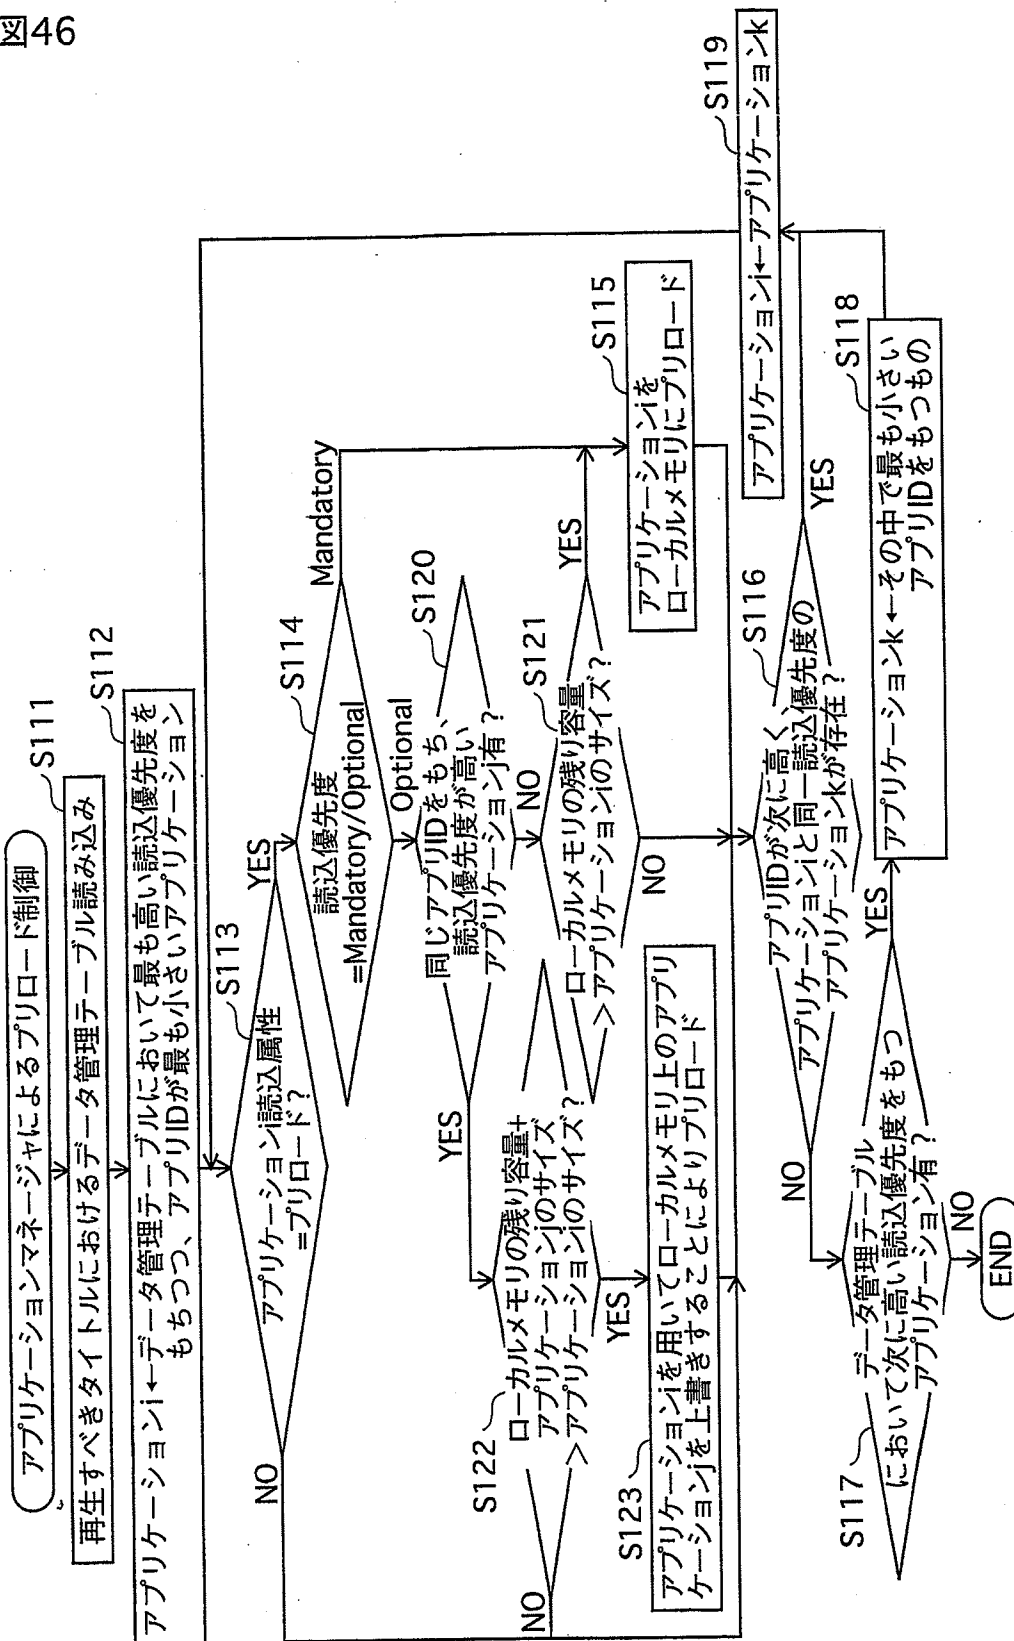 図46
アプリケーションマネージャによるプリロード制御
S111
再生すべきタイトルにおけるデータ管理テーブル読み込み
S112
アプリケーションi←データ管理テーブルにおいて最も高い読込優先度を
もちつつ、アプリIDが最も小さいアプリケーション
S113
アプリケーションi読込属性
=プリロード?
YES
NO
S114
読込優先度
=Mandatory/Optional
Mandatory
Optional
S120
同じアプリIDをもち、
読込優先度が高い
アプリケーションj有?
YES
NO
S121
ローカルメモリの残り容量
>アプリケーションiのサイズ?
YES
NO
S115
アプリケーションiを
ローカルメモリにプリロード
S122
ローカルメモリの残り容量+
アプリケーションjのサイズ
>アプリケーションiのサイズ?
YES
NO
S123
アプリケーションiを用いてローカルメモリ上のアプリ
ケーションjを上書きすることによりプリロード
S116
アプリIDが次に高く、
アプリケーションiと同一読込優先度の
アプリケーションkが存在?
YES
NO
S117
データ管理テーブル
において次に高い読込優先度をもつ
アプリケーション有?
YES
NO
END
S118
アプリケーションk←その中で最も小さい
アプリIDをもつもの
S119
アプリケーションi←アプリケーションk